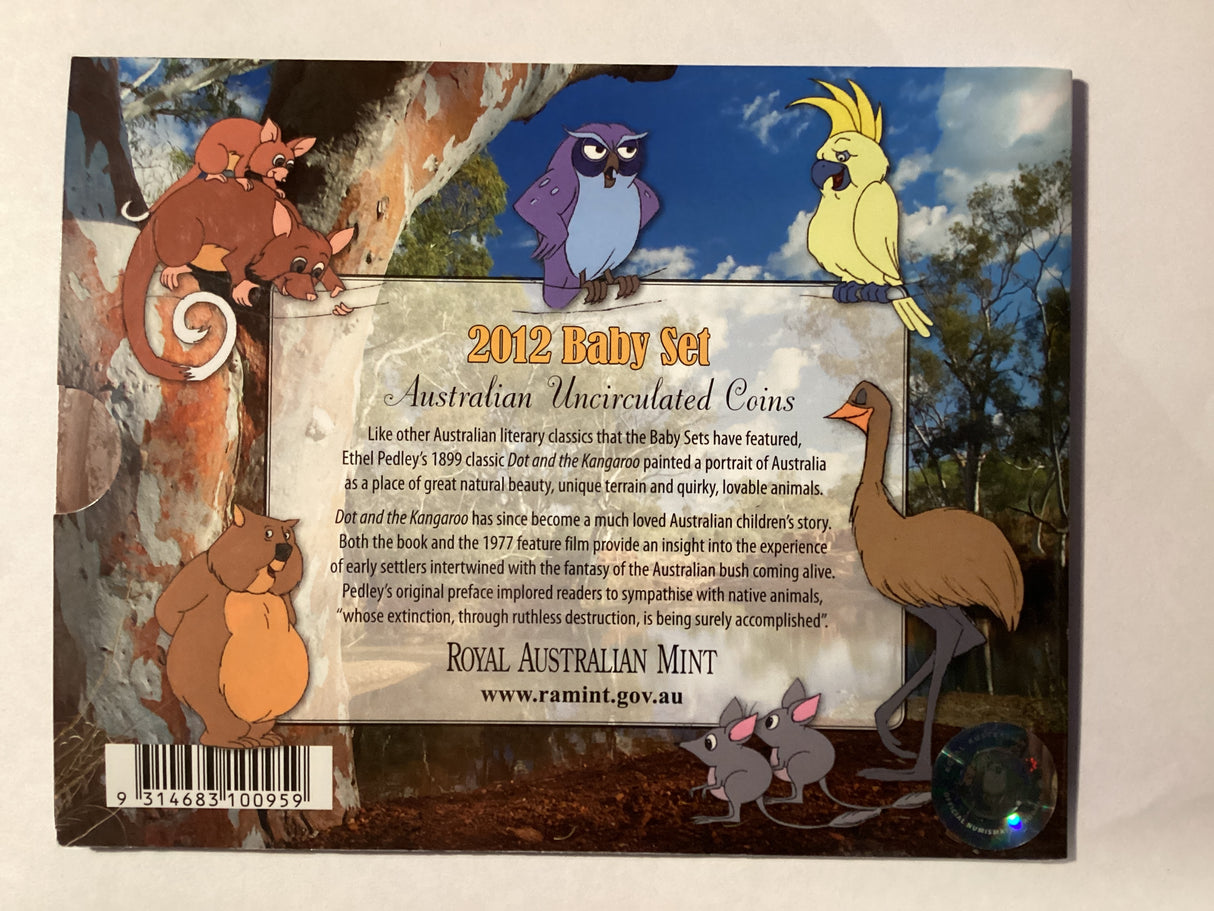 2012 Baby Set
Australian Uncirculated Coins
Like other Australian literary classics that the Baby Sets have featured,
Ethel Pedley's 1899 classic Dot and the Kangaroo painted a portrait of Australia
as a place of great natural beauty, unique terrain and quirky, lovable animals.
Dot and the Kangaroo has since become a much loved Australian children's story.
Both the book and the 1977 feature film provide an insight into the experience
of early settlers intertwined with the fantasy of the Australian bush coming alive.
Pedley's original preface implored readers to sympathise with native animals,
"whose extinction, through ruthless destruction, is being surely accomplished".
ROYAL AUSTRALIAN MINT
www.ramint.gov.au
9 314683 100959